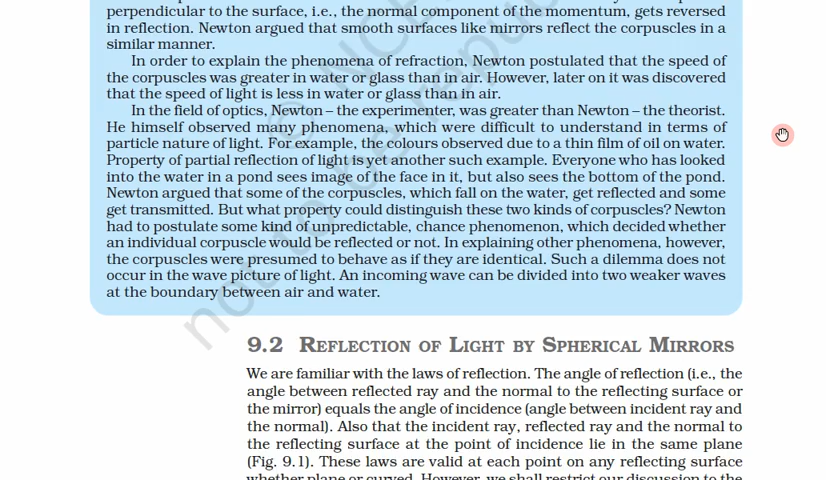 perpendicular to the surface, i.e., the normal component of the momentum, gets reversed
in reflection. Newton argued that smooth surfaces like mirrors reflect the corpuscles in a
similar manner.
In order to explain the phenomena of refraction, Newton postulated that the speed of
the corpuscles was greater in water or glass than in air. However, later on it was discovered
that the speed of light is less in water or glass than in air.
In the field of optics, Newton – the experimenter, was greater than Newton – the theorist.
He himself observed many phenomena, which were difficult to understand in terms of
particle nature of light. For example, the colours observed due to a thin film of oil on water.
Property of partial reflection of light is yet another such example. Everyone who has looked
into the water in a pond sees image of the face in it, but also sees the bottom of the pond.
Newton argued that some of the corpuscles, which fall on the water, get reflected and some
get transmitted. But what property could distinguish these two kinds of corpuscles? Newton
had to postulate some kind of unpredictable, chance phenomenon, which decided whether
an individual corpuscle would be reflected or not. In explaining other phenomena, however,
the corpuscles were presumed to behave as if they are identical. Such a dilemma does not
occur in the wave picture of light. An incoming wave can be divided into two weaker waves
at the boundary between air and water.
9.2 REFLECTION OF LIGHT BY SPHERICAL MIRRORS
We are familiar with the laws of reflection. The angle of reflection (i.e., the
angle between reflected ray and the normal to the reflecting surface or
the mirror) equals the angle of incidence (angle between incident ray and
the normal). Also that the incident ray, reflected ray and the normal to
the reflecting surface at the point of incidence lie in the same plane
(Fig. 9.1). These laws are valid at each point on any reflecting surface
whether plane or curved. However, we shall restrict our discussion to the